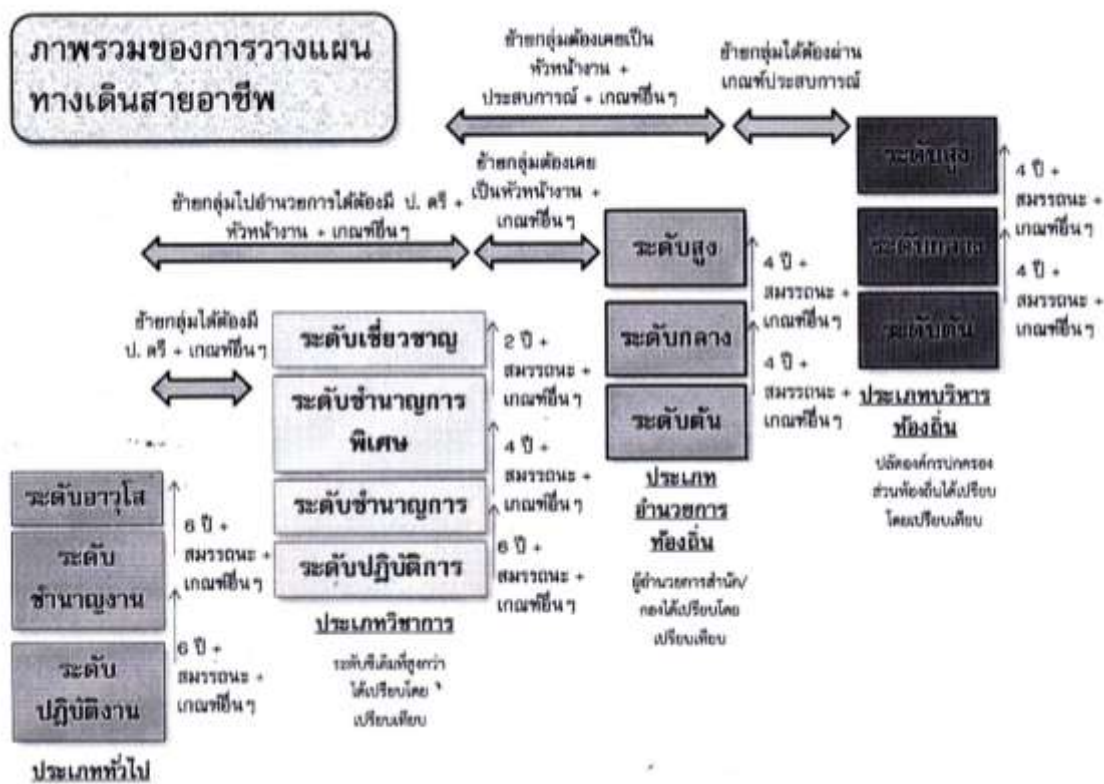 ภาพรวมของการวางแผน
ทางเดินสายอาชีพ
ย้ายกลุ่มต้องเคยเป็น
หัวหน้างาน +
ประสบการณ์ + เกณฑ์อื่นๆ
ย้ายกลุ่มได้ต้องผ่าน
เกณฑ์ประสบการณ์
ย้ายกลุ่มไปอำนวยการได้ต้องมี ป. ตรี +
หัวหน้างาน + เกณฑ์อื่นๆ
ย้ายกลุ่มต้องเคย
เป็นหัวหน้างาน +
เกณฑ์อื่นๆ
ย้ายกลุ่มได้ต้องมี
ป. ตรี + เกณฑ์อื่นๆ
ระดับอาวุโส
ระดับ
ชำนาญงาน
ระดับ
ปฏิบัติงาน
6 ปี +
สมรรถนะ +
เกณฑ์อื่นๆ
6 ปี +
สมรรถนะ +
เกณฑ์อื่นๆ
ประเภททั่วไป
ระดับเชี่ยวชาญ
ระดับชำนาญการ
พิเศษ
ระดับชำนาญการ
ระดับปฏิบัติการ
2 ปี +
สมรรถนะ +
เกณฑ์อื่นๆ
4 ปี +
สมรรถนะ +
เกณฑ์อื่นๆ
6 ปี +
สมรรถนะ +
เกณฑ์อื่นๆ
ประเภทวิชาการ
ระดับซีเดิมที่สูงกว่า
ได้เปรียบโดย
เปรียบเทียบ
ระดับสูง
ระดับกลาง
ระดับต้น
4 ปี +
สมรรถนะ +
เกณฑ์อื่นๆ
4 ปี +
สมรรถนะ +
เกณฑ์อื่นๆ
ประเภท
อำนวยการ
ท้องถิ่น
ผู้อำนวยการสำนัก/
กองได้เปรียบโดย
เปรียบเทียบ
ระดับสูง
ระดับกลาง
ระดับต้น
4 ปี +
สมรรถนะ +
เกณฑ์อื่นๆ
4 ปี +
สมรรถนะ +
เกณฑ์อื่นๆ
ประเภทบริหาร
ท้องถิ่น
ปลัดองค์กรปกครอง
ส่วนท้องถิ่นได้เปรียบ
โดยเปรียบเทียบ